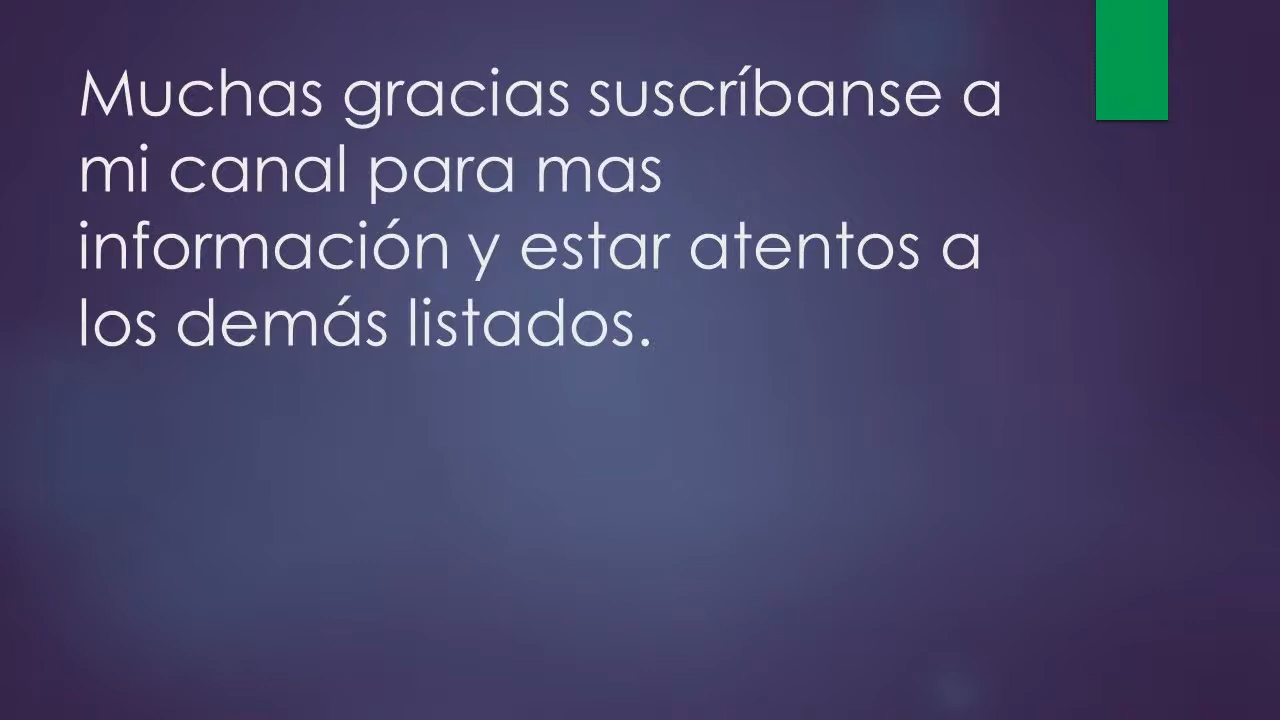 Muchas gracias suscríbanse a
mi canal para mas
información y estar atentos a
los demás listados.